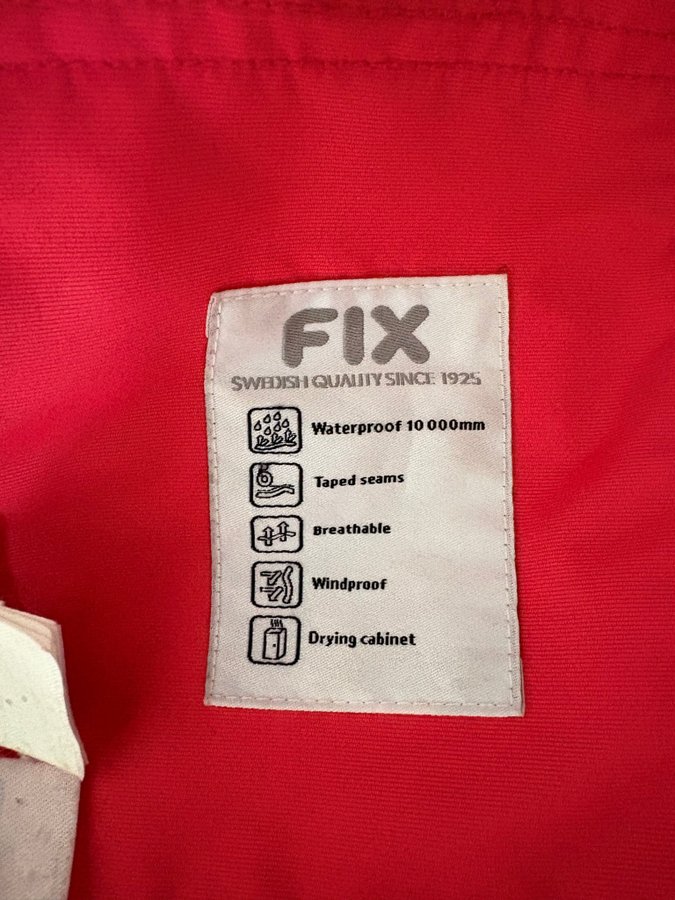 FIX
SWEDISH QUALITY SINCE 1925
Waterproof 10 000mm
Taped seams
Breathable
Windproof
Drying cabinet